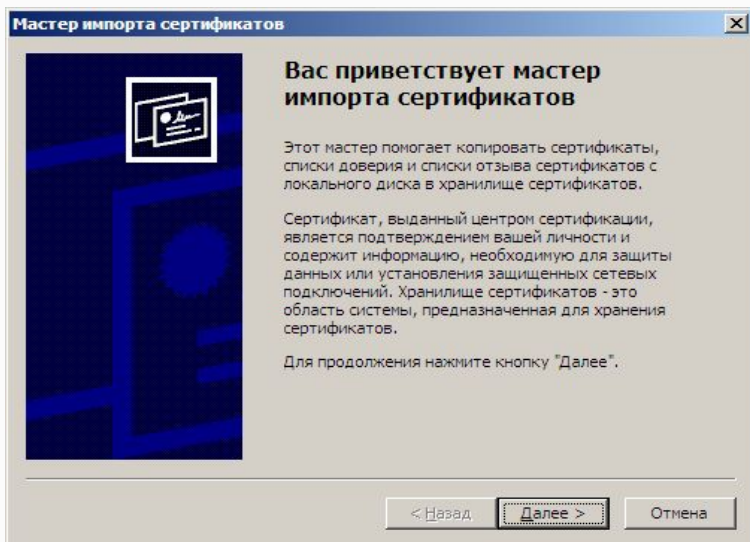 Мастер импорта сертификатов
Вас приветствует мастер
импорта сертификатов
Этот мастер помогает копировать сертификаты,
списки доверия и списки отзыва сертификатов с
локального диска в хранилище сертификатов.
Сертификат, выданный центром сертификации,
является подтверждением вашей личности и
содержит информацию, необходимую для защиты
данных или установления защищенных сетевых
подключений. Хранилище сертификатов - это
область системы, предназначенная для хранения
сертификатов.
Для продолжения нажмите кнопку "Далее".
< Назад Далее > Отмена